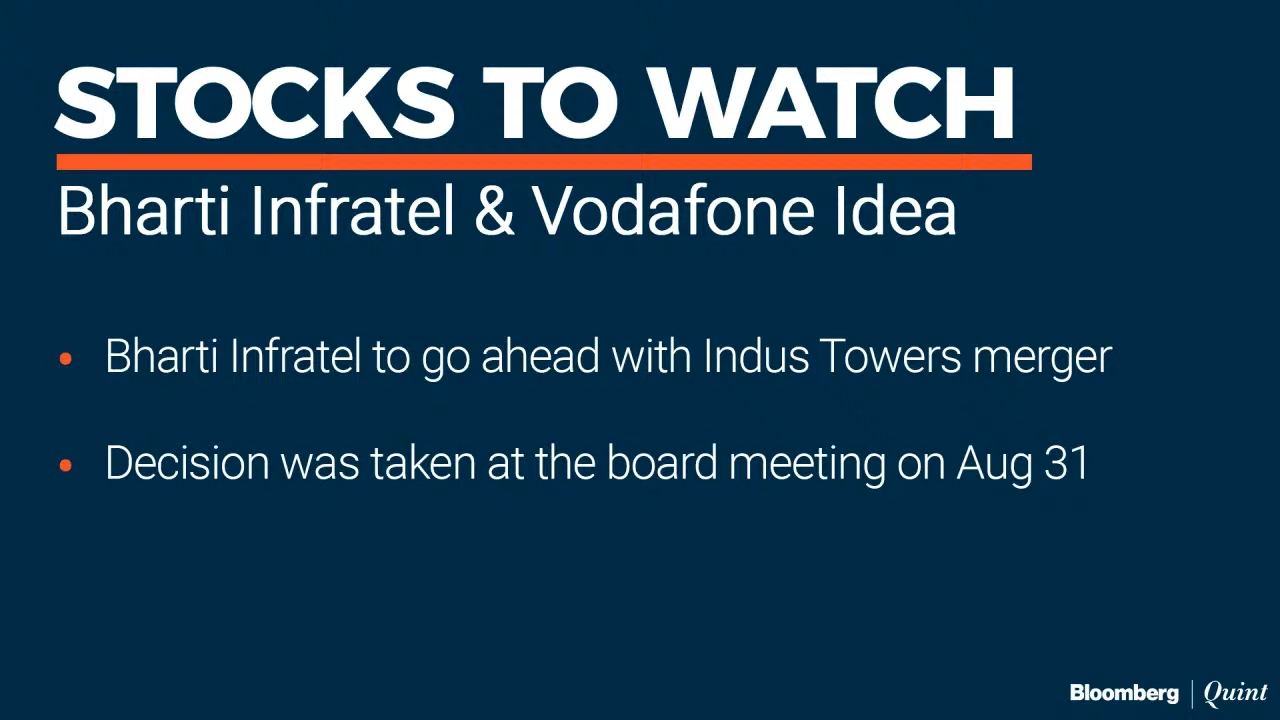 STOCKS TO WATCH
Bharti Infratel & Vodafone Idea
• Bharti Infratel to go ahead with Indus Towers merger
• Decision was taken at the board meeting on Aug 31
Bloomberg | Quint